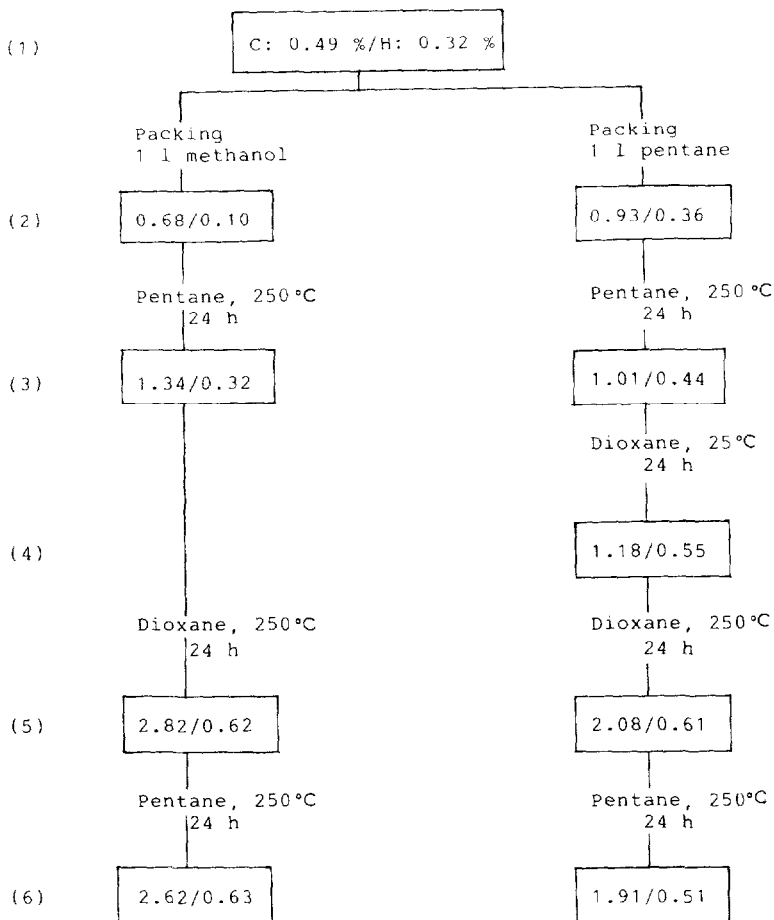 (1)
C: 0.49 %/H: 0.32 %
Packing
1 l methanol
Packing
1 l pentane
(2)
0.68/0.10
0.93/0.36
Pentane, 250°C
24 h
Pentane, 250°C
24 h
(3)
1.34/0.32
1.01/0.44
Dioxane, 25°C
24 h
(4)
1.18/0.55
Dioxane, 250°C
24 h
Dioxane, 250°C
24 h
(5)
2.82/0.62
2.08/0.61
Pentane, 250°C
24 h
Pentane, 250°C
24 h
(6)
2.62/0.63
1.91/0.51